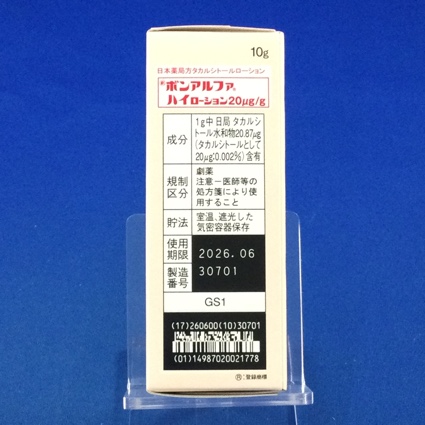 10g
日本薬局方タカルシトールローション
ボンアルファ®
ハイローション20μg/g
成分
1g中 日局 タカルシ
トール水和物20.87μg
(タカルシトールとして
20μg:0.002%) 含有
規制
区分
劇薬
注意-医師等の
処方箋により使
用すること
貯法
室温、遮光した
気密容器保存
使用
期限
2026.06
製造
番号
30701
GS1
(17)260600(10)30701
(01)14987020021778
Ⓡ:登録商標